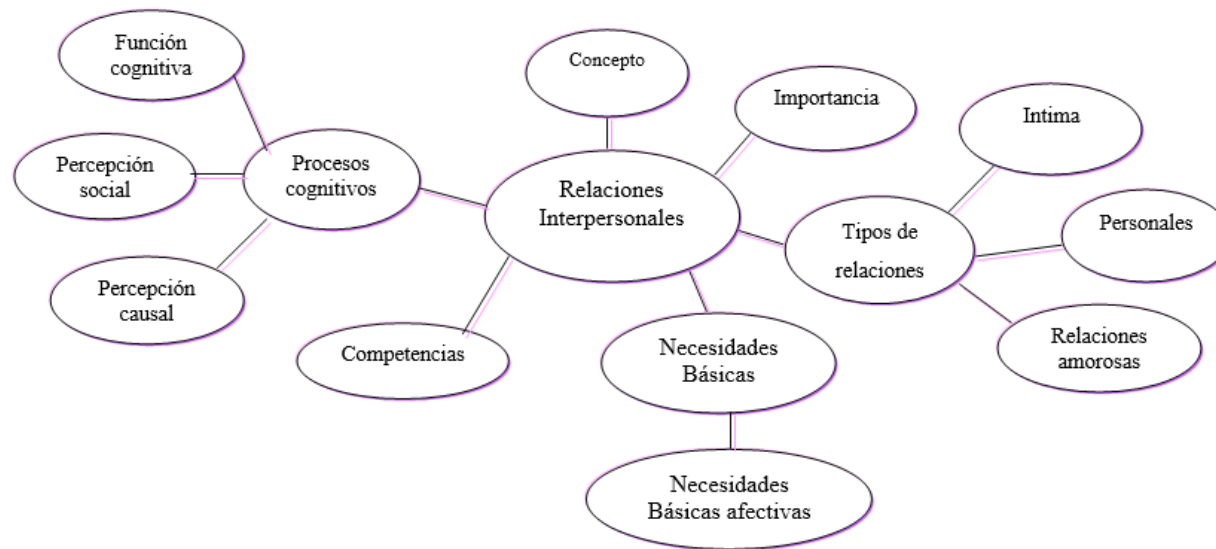 Función
cognitiva
Concepto
Importancia
Intima
Percepción
social
Procesos
cognitivos
Relaciones
Interpersonales
Tipos de
relaciones
Personales
Percepción
causal
Competencias
Necesidades
Básicas
Relaciones
amorosas
Necesidades
Básicas afectivas